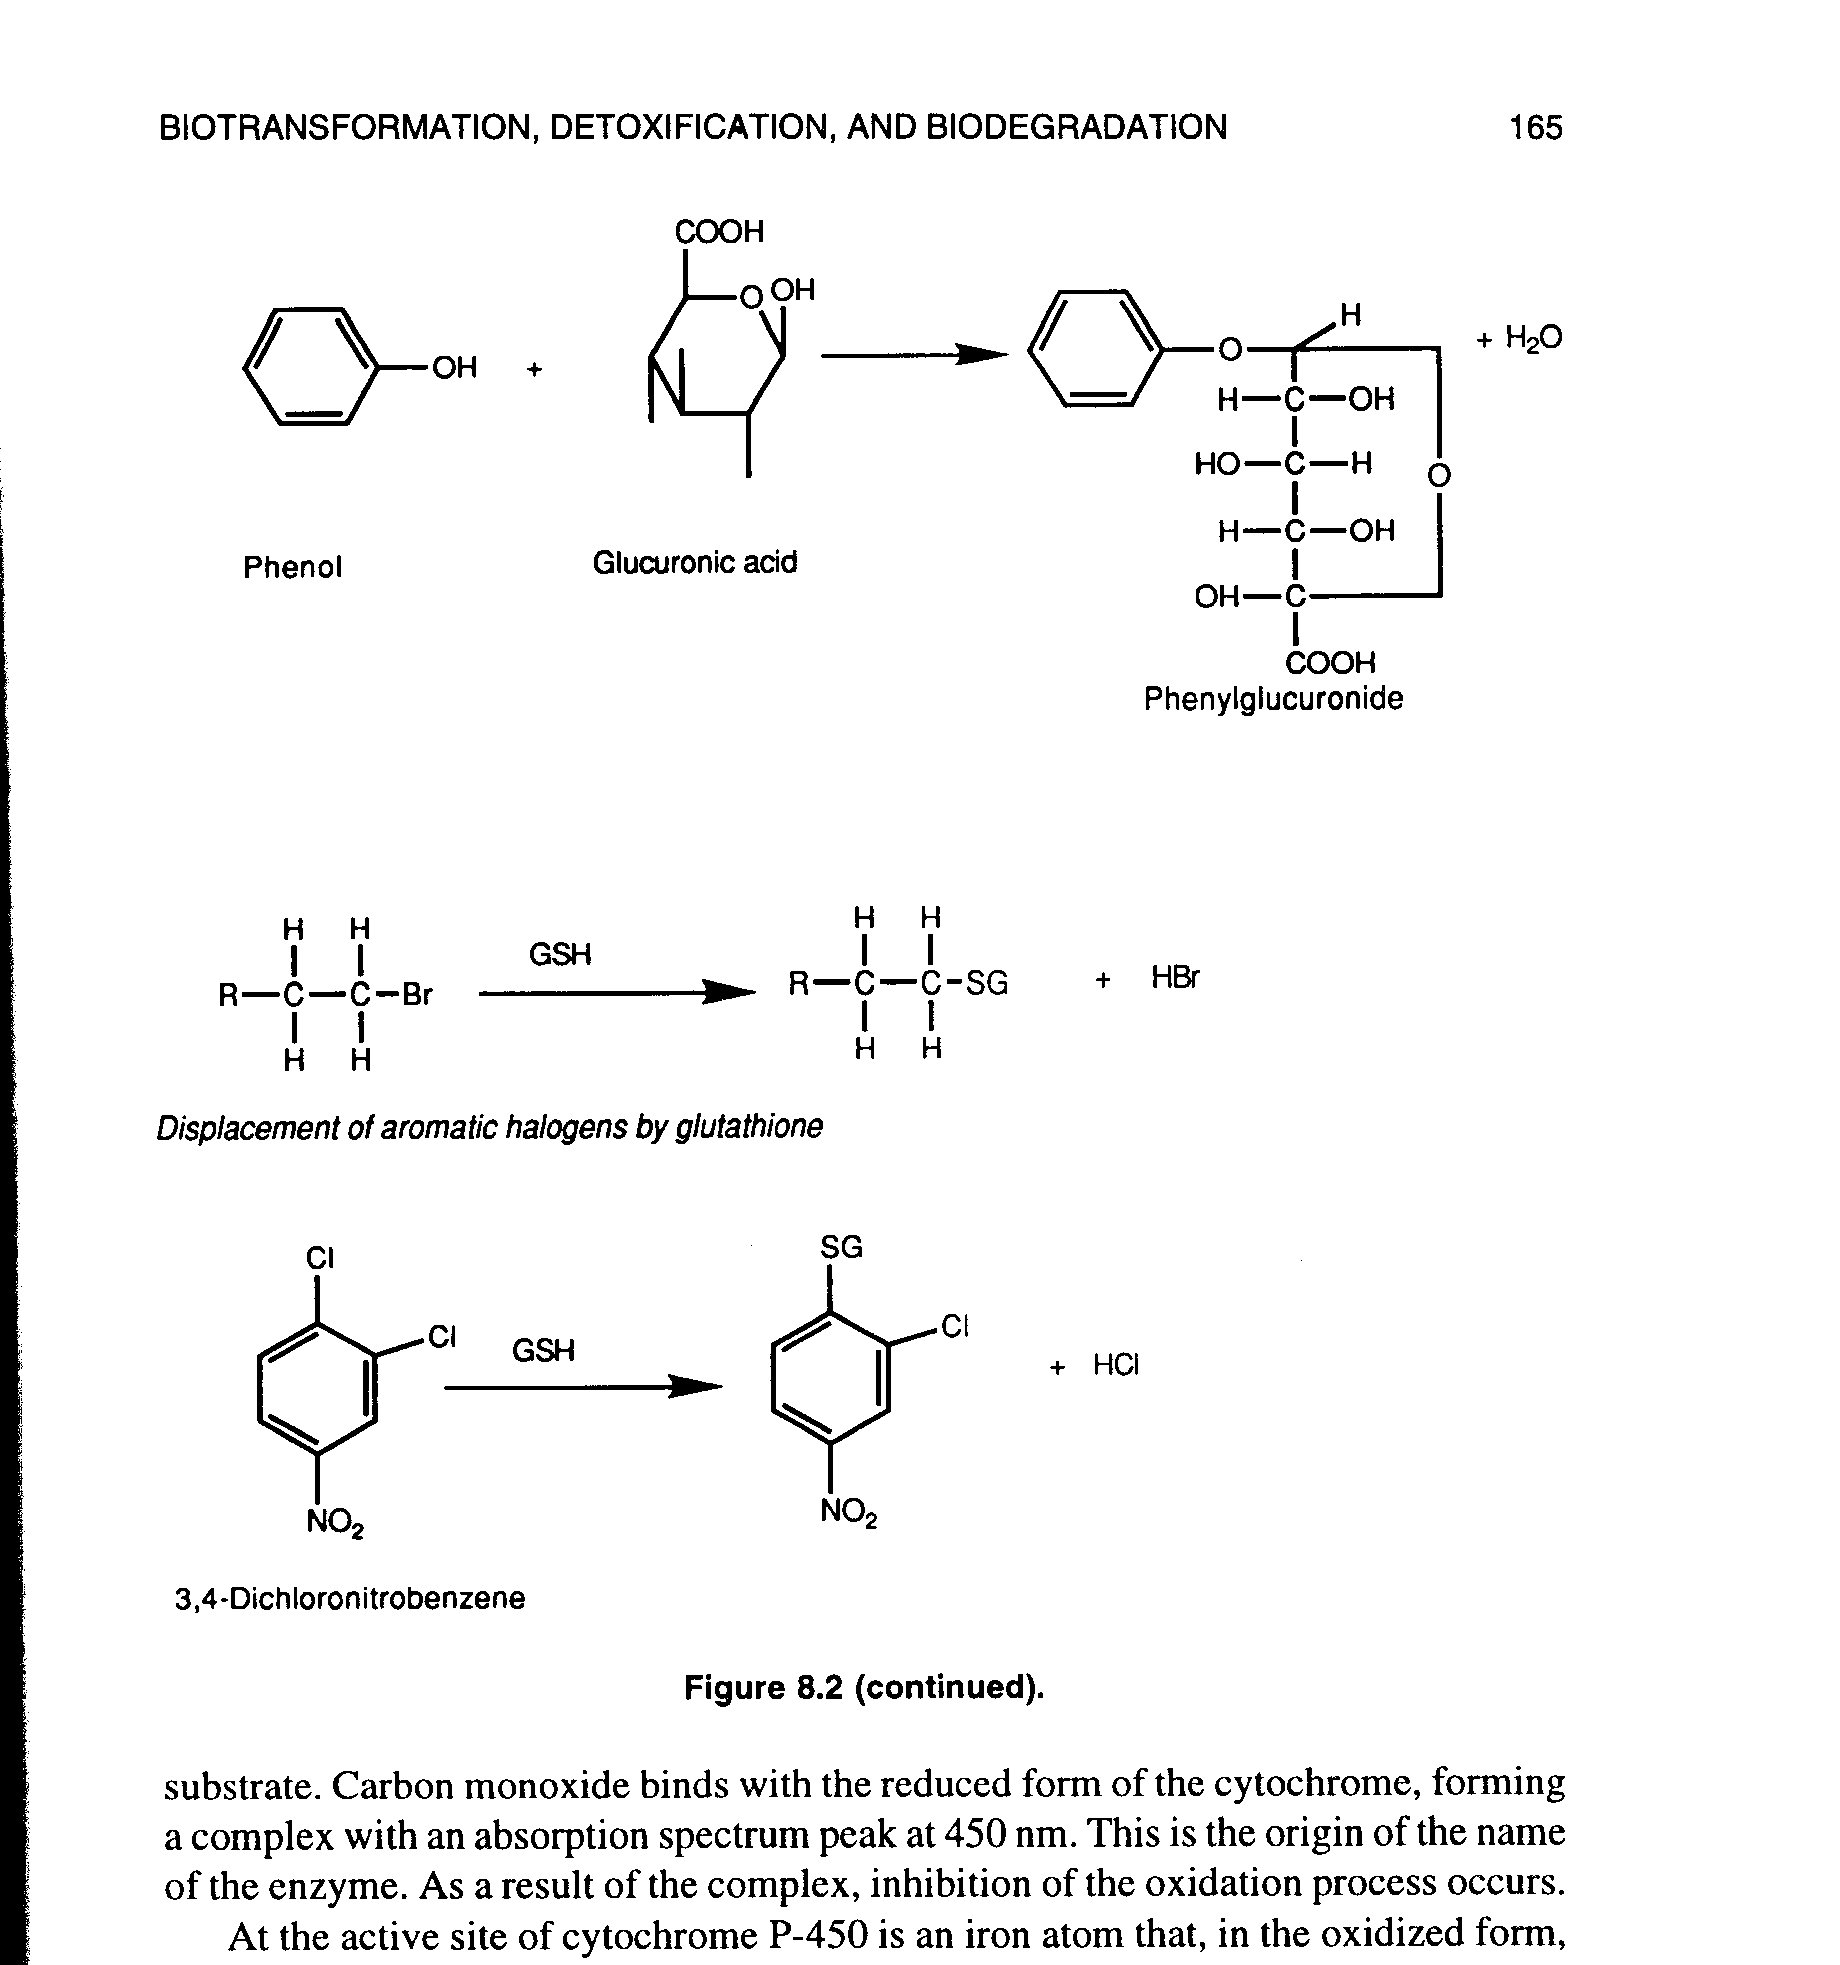 BIOTRANSFORMATION, DETOXIFICATION, AND BIODEGRADATION 165
COOH
O OH
OH +
O H + H2O
H C OH
HO C H
O
H C OH
OH C
COOH
Phenol Glucuronic acid
Phenylglucuronide
H H GSH H H
R C C Br R C C SG + HBr
H H H H
Displacement of aromatic halogens by glutathione
Cl SG
Cl GSH Cl + HCl
NO2 NO2
3,4-Dichloronitrobenzene
Figure 8.2 (continued).
substrate. Carbon monoxide binds with the reduced form of the cytochrome, forming
a complex with an absorption spectrum peak at 450 nm. This is the origin of the name
of the enzyme. As a result of the complex, inhibition of the oxidation process occurs.
At the active site of cytochrome P-450 is an iron atom that, in the oxidized form,